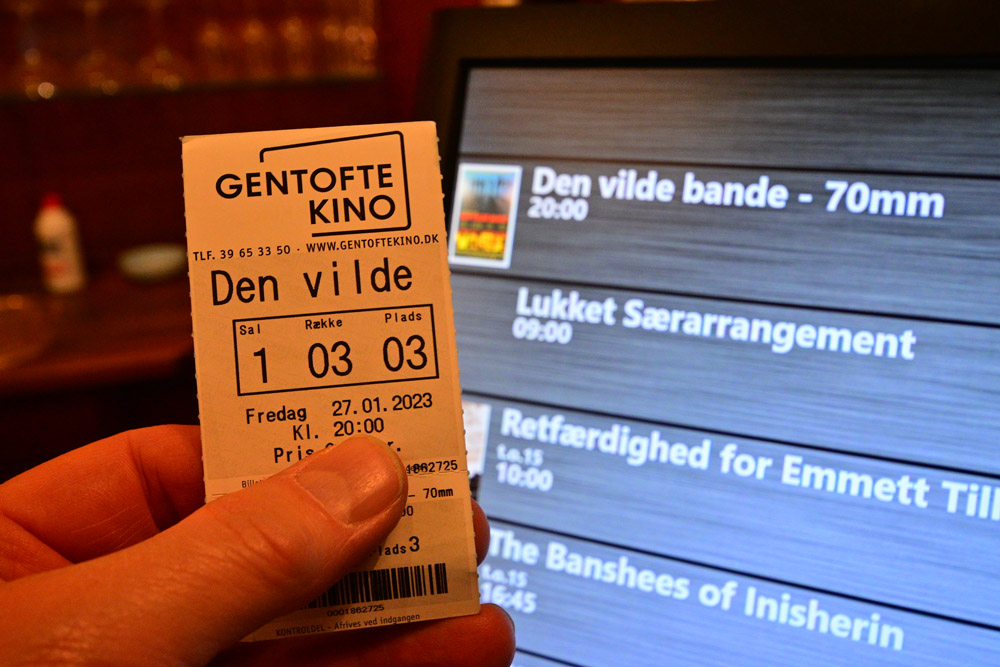 GENTOFTE
KINO
TLF. 39 65 33 50 · WWW.GENTOFTEKINO.DK
Den vilde
Sal Række Plads
1 03 03
Fredag 27.01.2023
Kl. 20:00
Pris
1862725
- 70mm
Plads 3
0001862725
KONTROLDEL - Afrives ved indgangen
Den vilde bande - 70mm
20:00
Lukket Særarrangement
09:00
Retfærdighed for Emmett Till
t.o.15
10:00
The Banshees of Inisherin
t.o.15
16:45